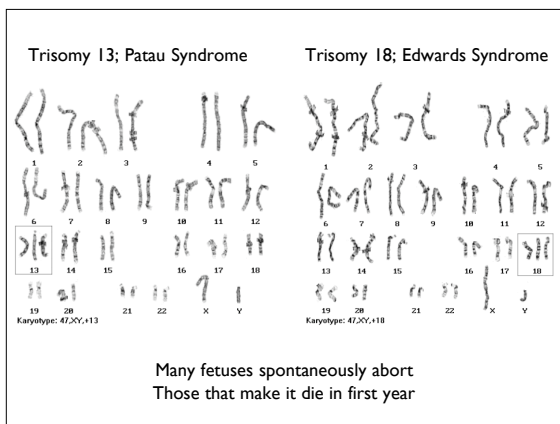 Trisomy 13; Patau Syndrome
1 2 3 4 5
6 7 8 9 10 11 12
13 14 15 16 17 18
19 20 21 22 X Y
Karyotype: 47,XY,+13
Trisomy 18; Edwards Syndrome
1 2 3 4 5
6 7 8 9 10 11 12
13 14 15 16 17 18
19 20 21 22 X Y
Karyotype: 47,XY,+18
Many fetuses spontaneously abort
Those that make it die in first year